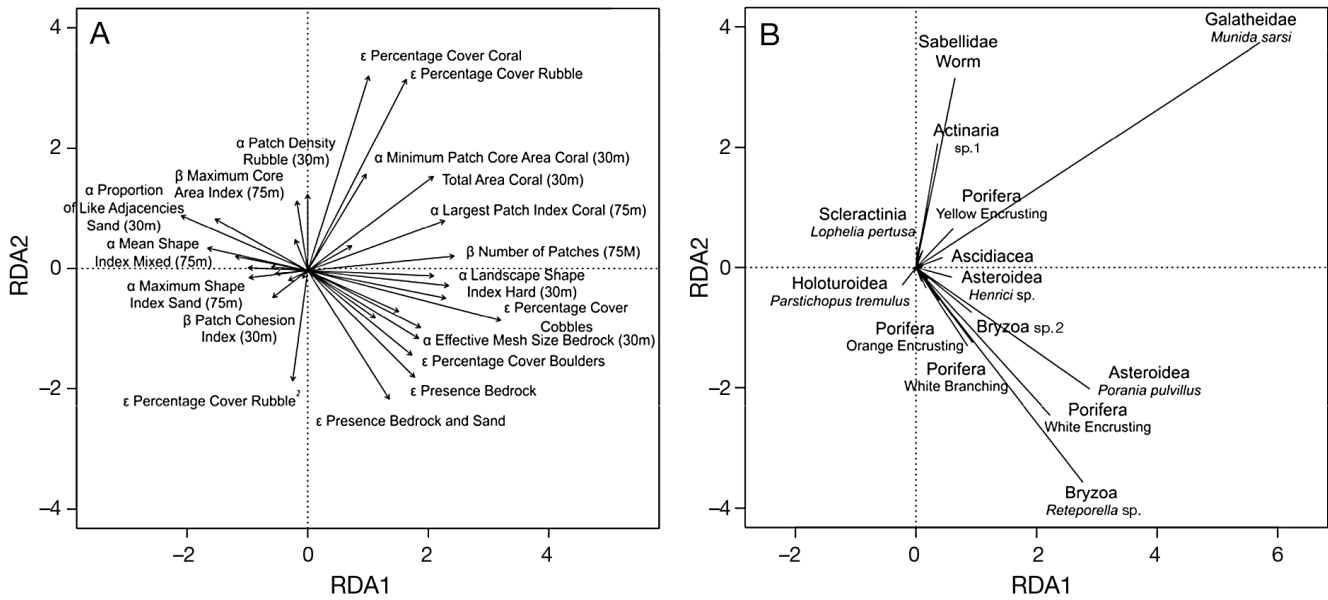 A
4
2
0
−2
−4
RDA2
−2
0
2
4
RDA1
ε Percentage Cover Coral
ε Percentage Cover Rubble
α Patch Density
Rubble (30m)
α Minimum Patch Core Area Coral (30m)
β Maximum Core
Area Index (75m)
Total Area Coral (30m)
α Proportion
of Like Adjacencies
Sand (30m)
α Largest Patch Index Coral (75m)
α Mean Shape
Index Mixed (75m)
β Number of Patches (75M)
α Landscape Shape
Index Hard (30m)
α Maximum Shape
Index Sand (75m)
ε Percentage Cover
Cobbles
β Patch Cohesion
Index (30m)
α Effective Mesh Size Bedrock (30m)
ε Percentage Cover Boulders
ε Presence Bedrock
ε Percentage Cover Rubble²
ε Presence Bedrock and Sand
B
4
2
0
−2
−4
RDA2
−2
0
2
4
6
RDA1
Galatheidae
Munida sarsi
Sabellidae
Worm
Actinaria
sp.1
Porifera
Yellow Encrusting
Scleractinia
Lophelia pertusa
Ascidiacea
Asteroidea
Henrici sp.
Holoturoidea
Parstichopus tremulus
Bryzoa sp.2
Porifera
Orange Encrusting
Porifera
White Branching
Asteroidea
Porania pulvillus
Porifera
White Encrusting
Bryzoa
Reteporella sp.